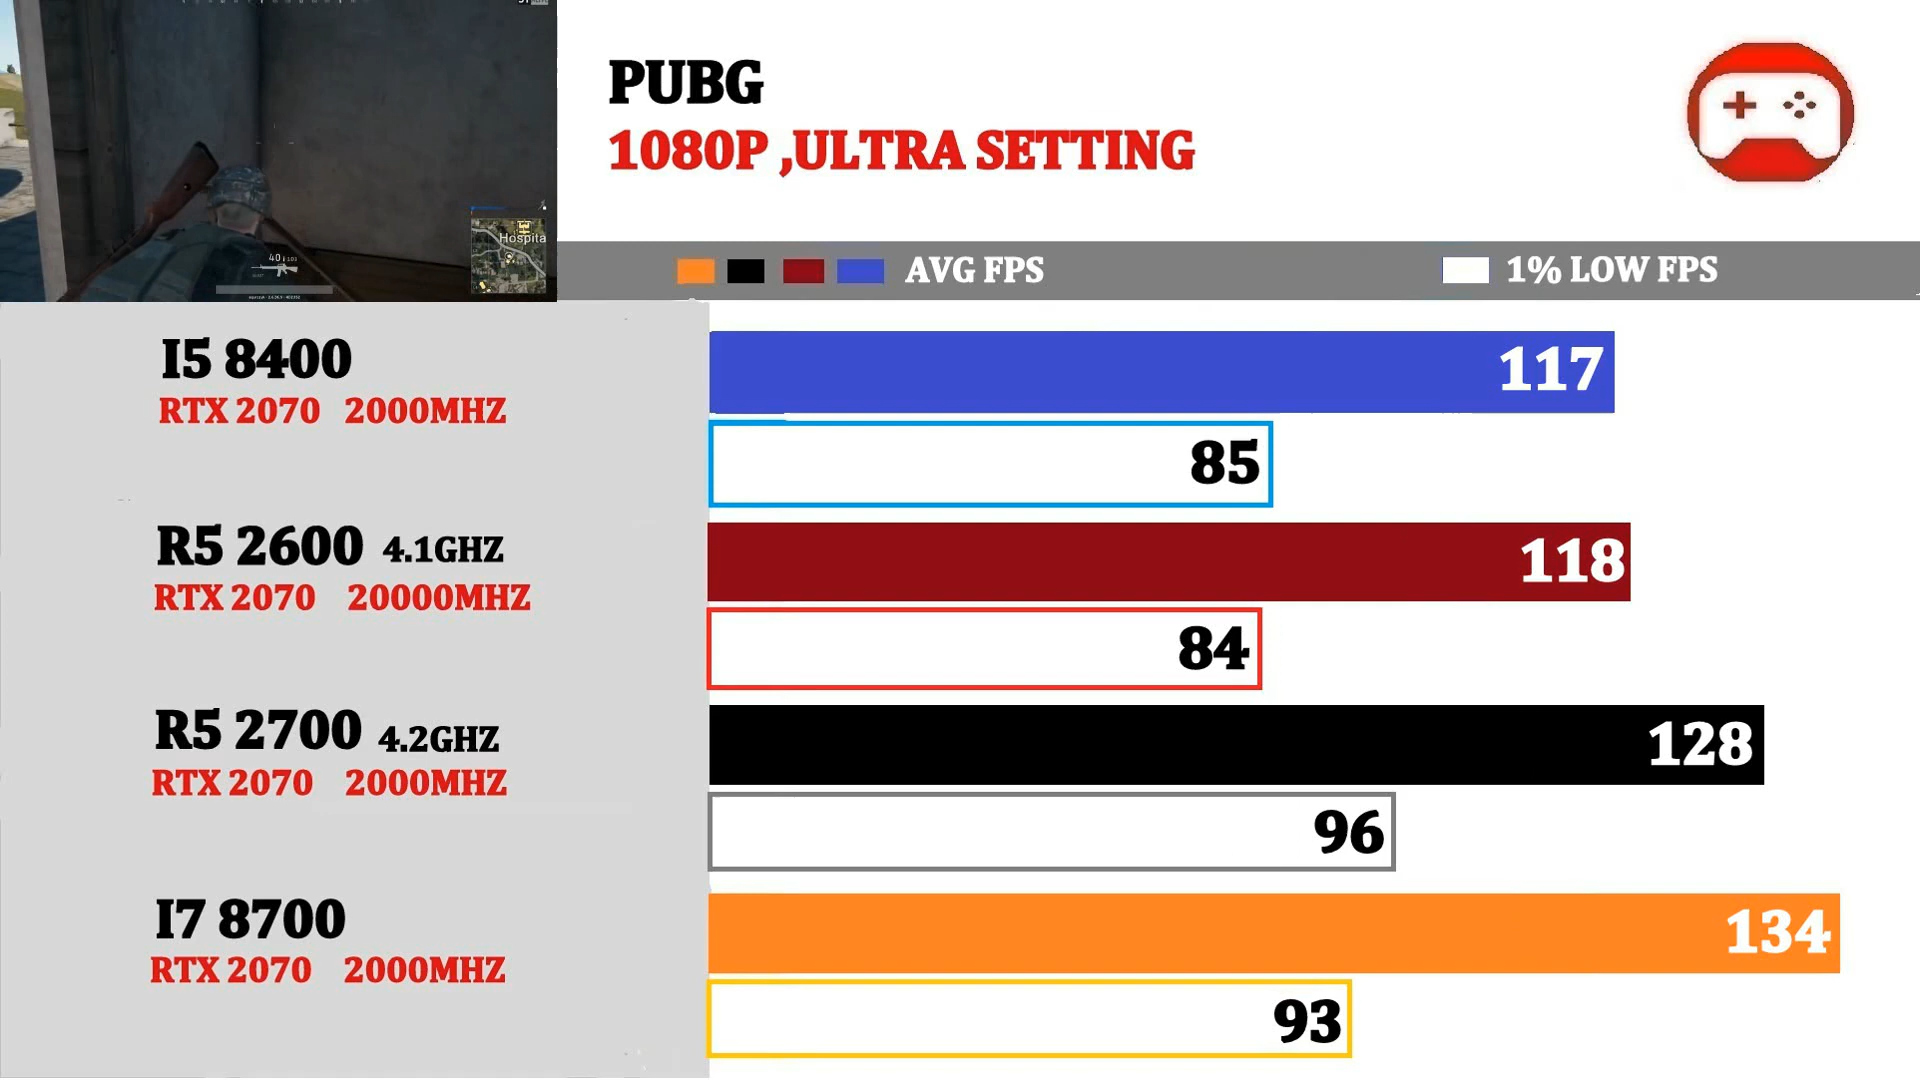 PUBG
1080P ,ULTRA SETTING
Hospita
40
AVG FPS
1% LOW FPS
I5 8400
RTX 2070 2000MHZ
117
85
R5 2600 4.1GHZ
RTX 2070 20000MHZ
118
84
R5 2700 4.2GHZ
RTX 2070 2000MHZ
128
96
I7 8700
RTX 2070 2000MHZ
134
93